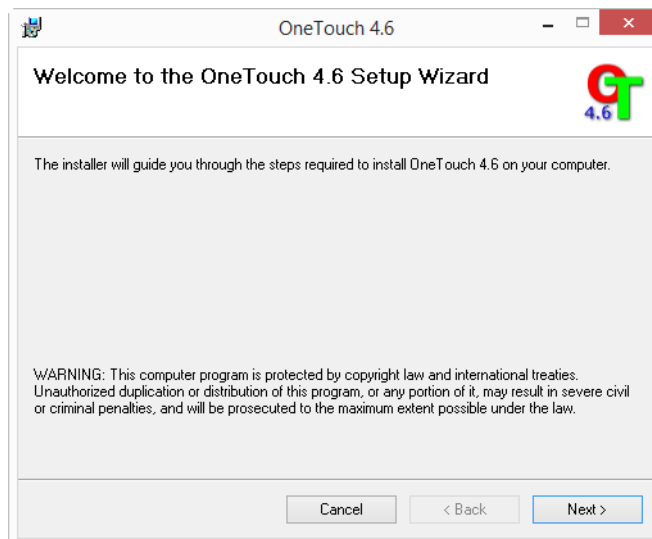 OneTouch 4.6
Welcome to the OneTouch 4.6 Setup Wizard
OT
4.6
The installer will guide you through the steps required to install OneTouch 4.6 on your computer.
WARNING: This computer program is protected by copyright law and international treaties.
Unauthorized duplication or distribution of this program, or any portion of it, may result in severe civil
or criminal penalties, and will be prosecuted to the maximum extent possible under the law.
Cancel < Back Next >